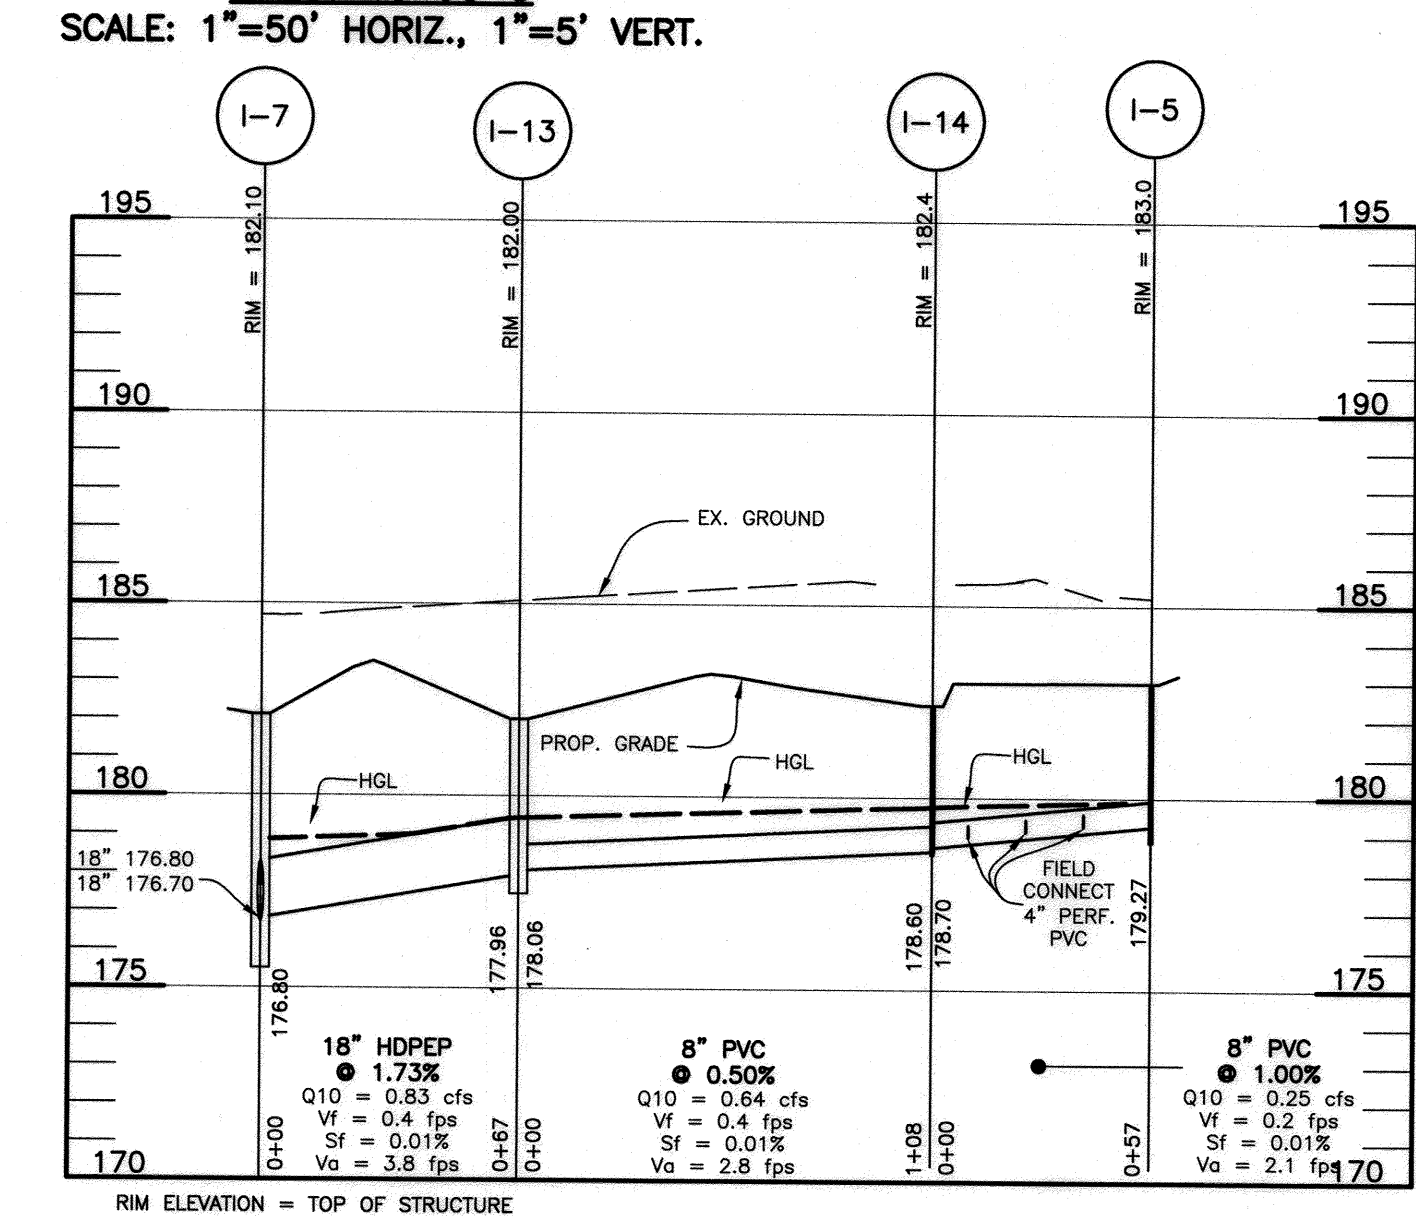 SCALE: 1"=50' HORIZ., 1"=5' VERT.
I-7
I-13
I-14
I-5
RIM = 182.10
RIM = 182.00
RIM = 182.4
RIM = 183.0
195
195
190
190
EX. GROUND
185
185
PROP. GRADE
HGL
HGL
HGL
180
180
18" 176.80
18" 176.70
FIELD
CONNECT
4" PERF.
PVC
175
175
176.80
177.96
178.06
178.60
178.70
179.27
18" HDPEP
@ 1.73%
Q10 = 0.83 cfs
Vf = 0.4 fps
Sf = 0.01%
Va = 3.8 fps
8" PVC
@ 0.50%
Q10 = 0.64 cfs
Vf = 0.4 fps
Sf = 0.01%
Va = 2.8 fps
8" PVC
@ 1.00%
Q10 = 0.25 cfs
Vf = 0.2 fps
Sf = 0.01%
Va = 2.1 fps
0+00
0+67
0+00
1+08
0+00
0+57
170
170
RIM ELEVATION = TOP OF STRUCTURE